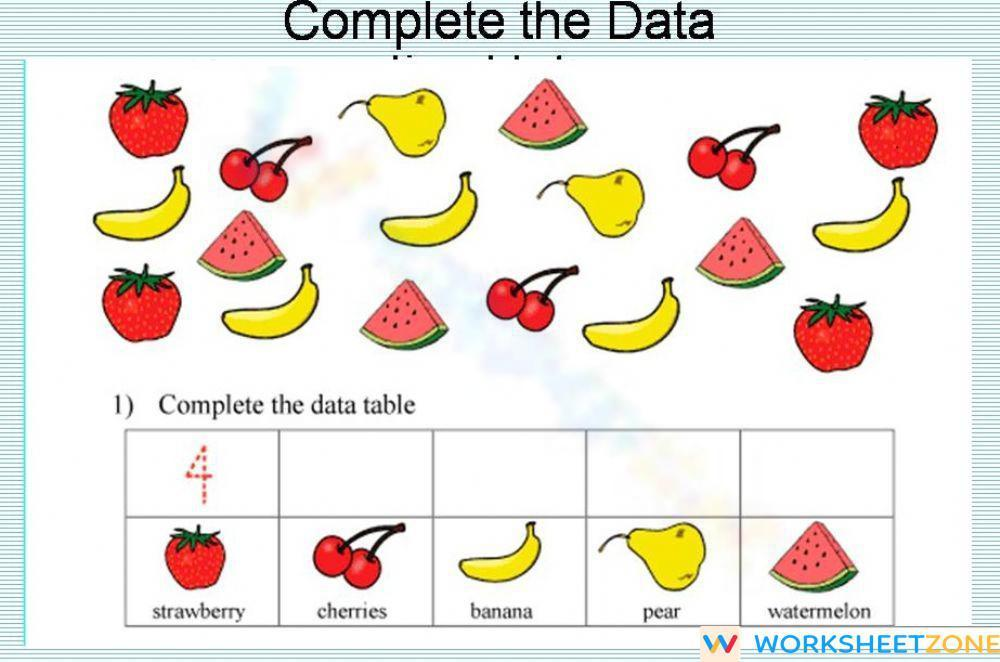 Complete the Data
1) Complete the data table
4
strawberry cherries banana pear watermelon
WORKSHEETZONE